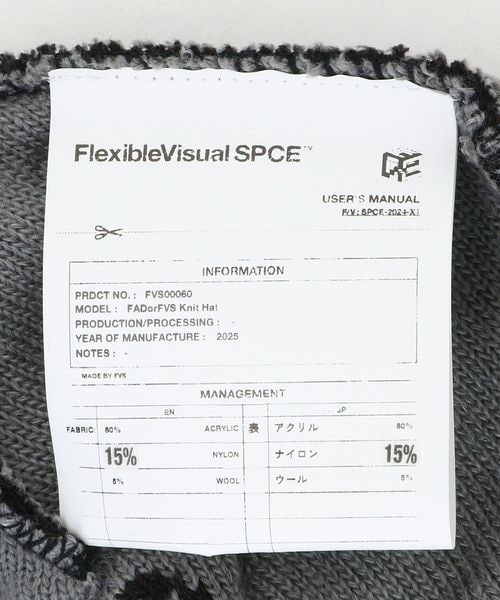 FlexibleVisual SPCE™
USER'S MANUAL
INFORMATION
PRDCT NO. : FVS00060
MODEL : FADorFVS Knit Hat
PRODUCTION/PROCESSING : -
YEAR OF MANUFACTURE : 2025
NOTES : -
MADE BY FVS
MANAGEMENT
EN JP
FABRIC: 80% ACRYLIC 表 アクリル 80%
15% NYLON ナイロン 15%
5% WOOL ウール 5%